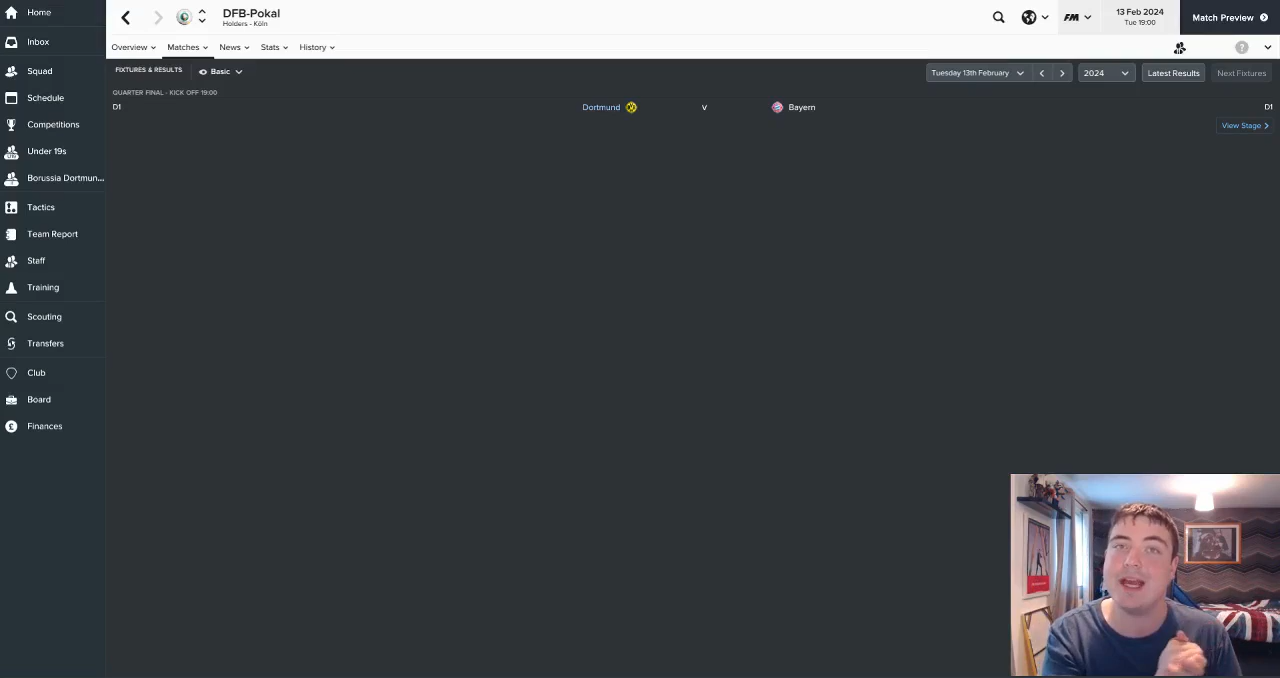 Home
DFB-Pokal
Holders - Köln
FM
13 Feb 2024
Tue 19:00
Match Preview
Inbox
Overview
Matches
News
Stats
History
Squad
FIXTURES & RESULTS
Basic
Tuesday 13th February
2024
Latest Results
Next Fixtures
QUARTER FINAL - KICK OFF 19:00
Schedule
D1
Dortmund
v
Bayern
D1
Competitions
View Stage
Under 19s
Borussia Dortmun...
Tactics
Team Report
Staff
Training
Scouting
Transfers
Club
Board
Finances